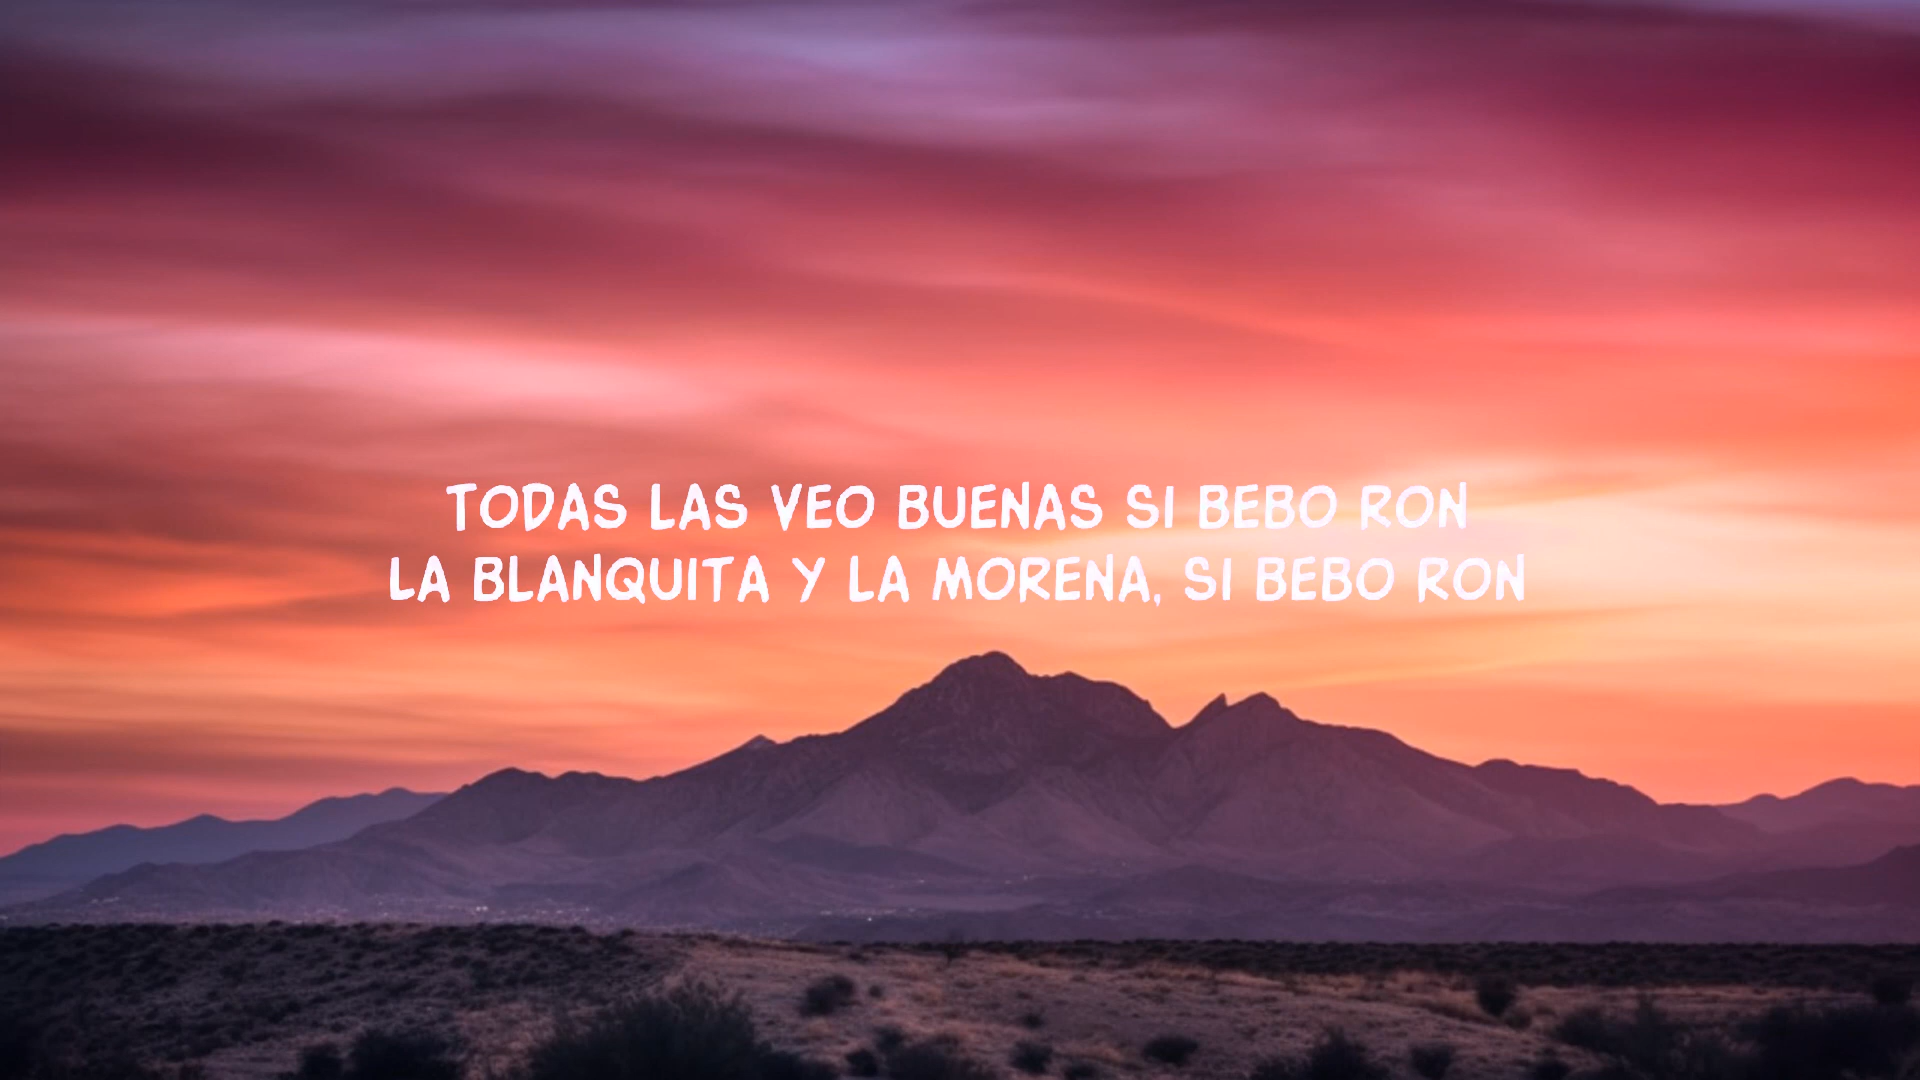 TODAS LAS VEO BUENAS SI BEBO RON
LA BLANQUITA Y LA MORENA, SI BEBO RON